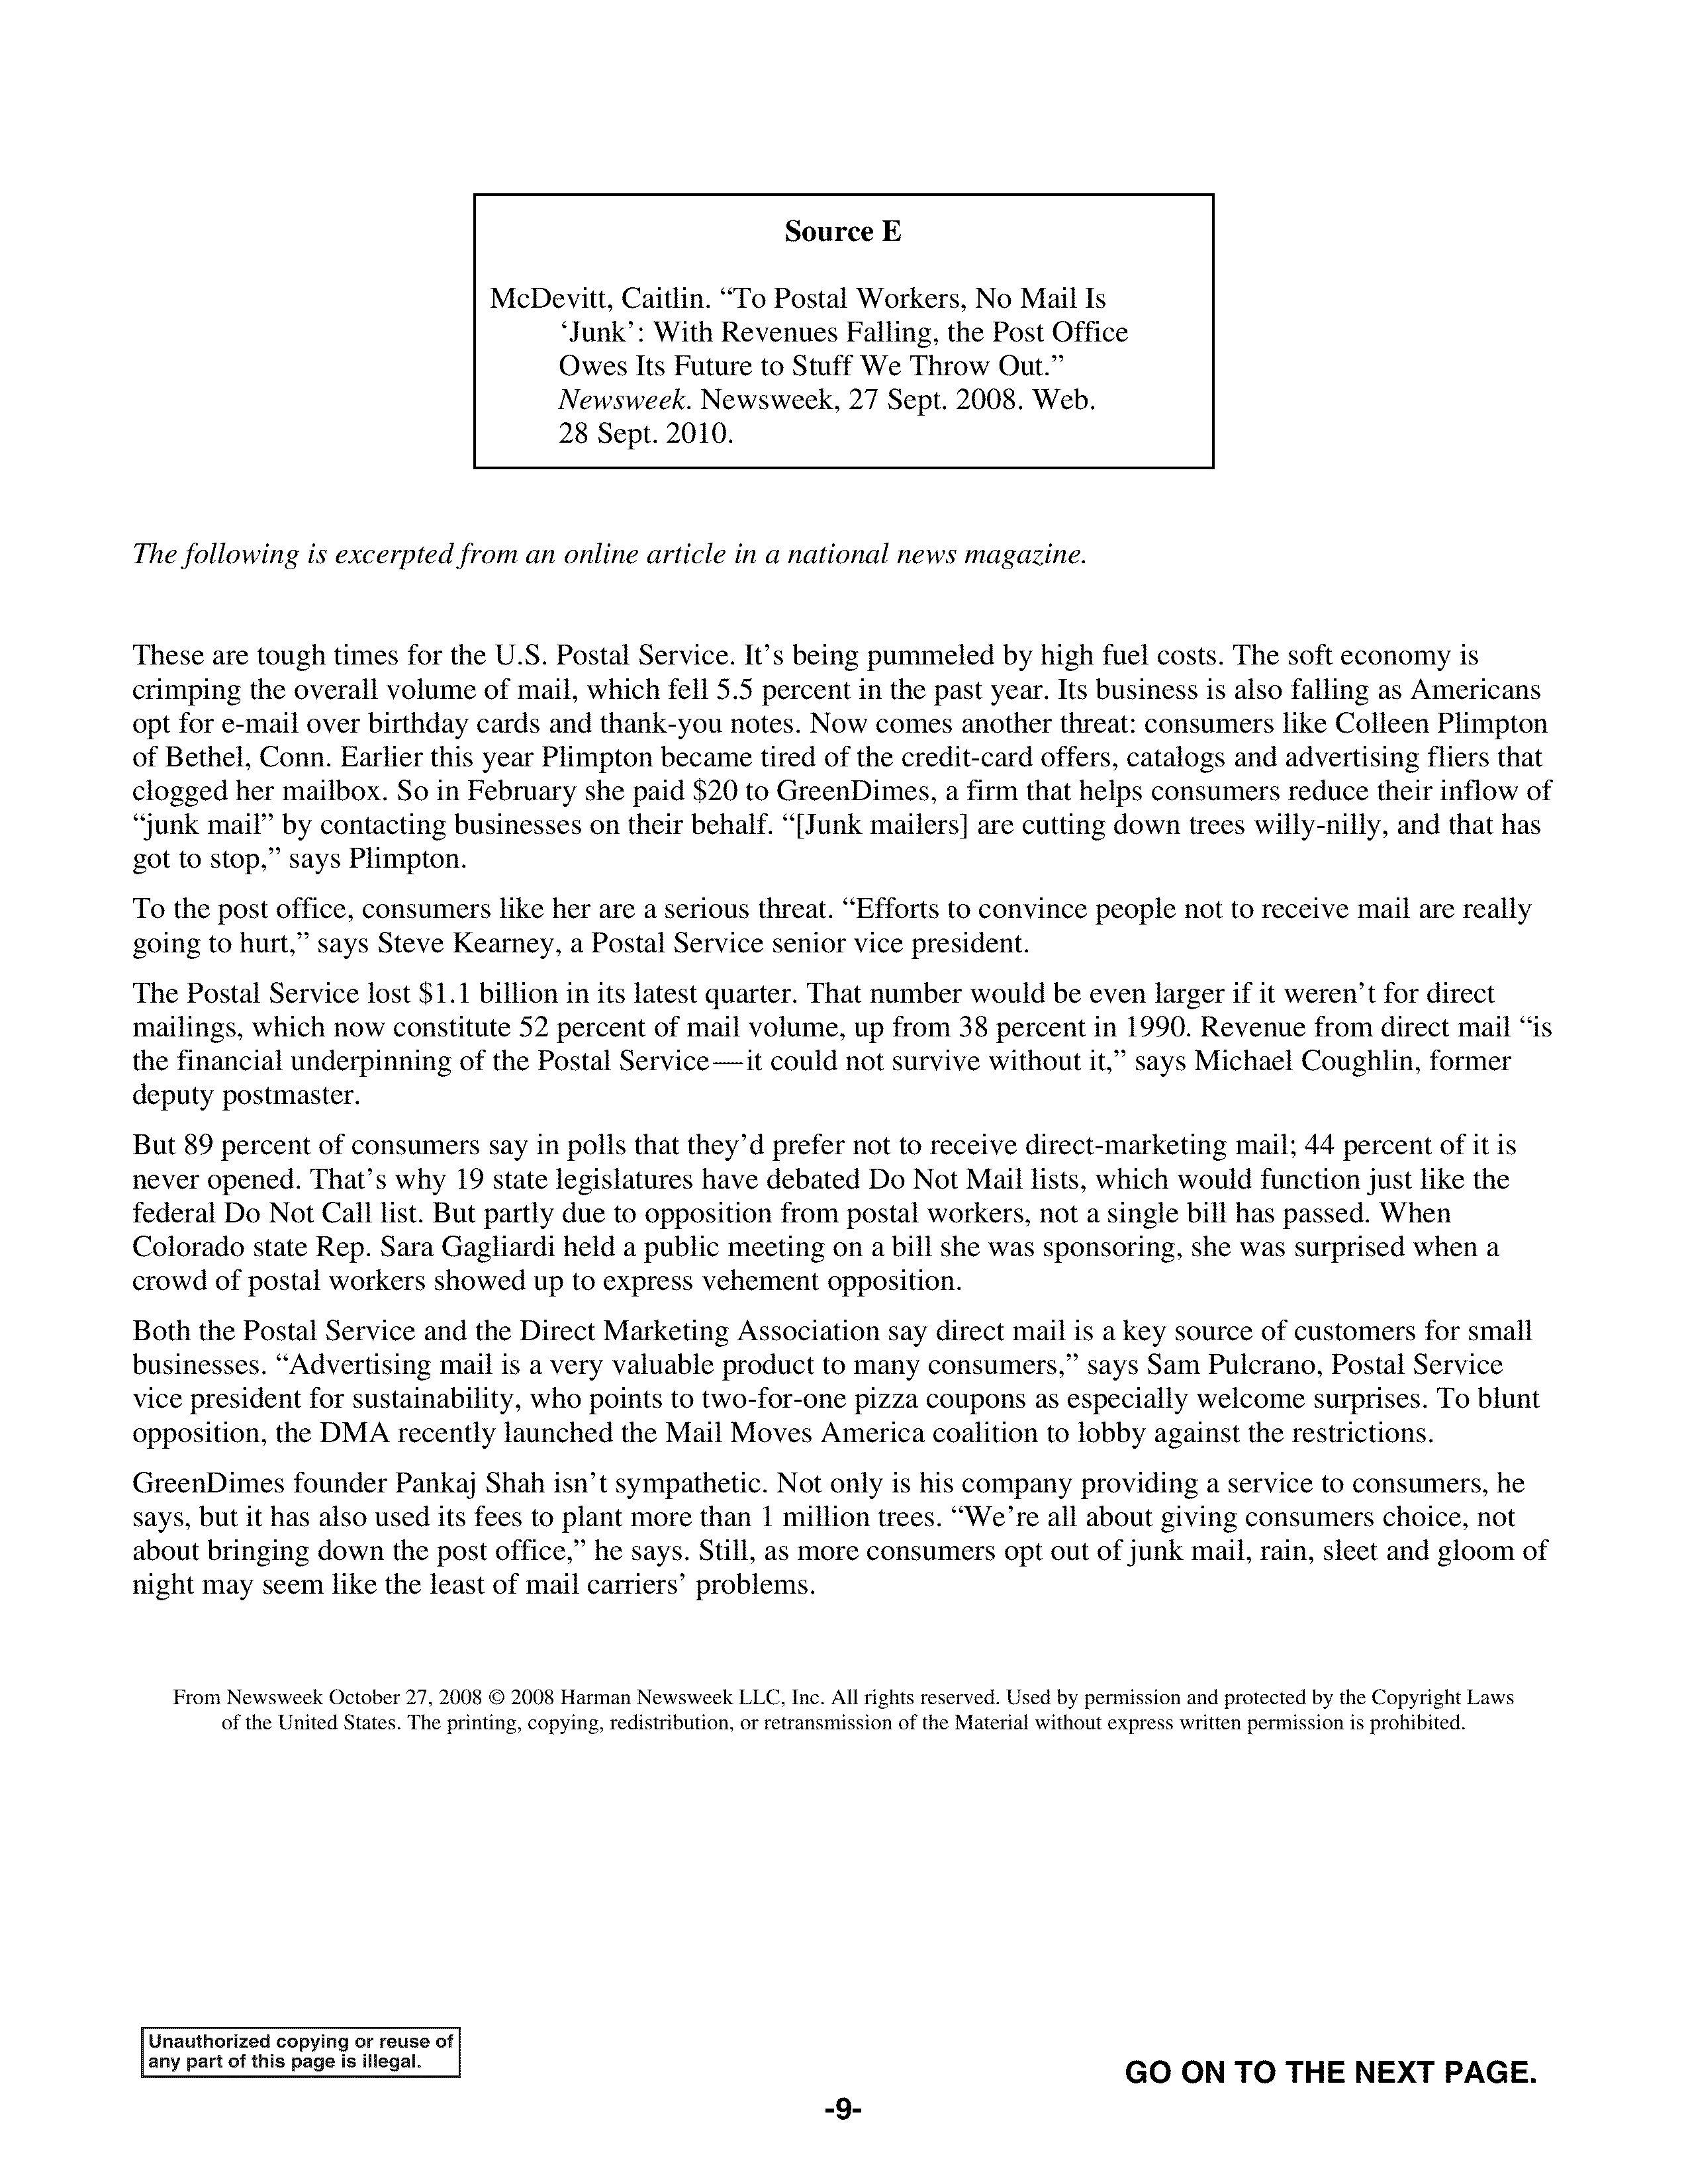 Source E
McDevitt, Caitlin. “To Postal Workers, No Mail Is
‘Junk’: With Revenues Falling, the Post Office
Owes Its Future to Stuff We Throw Out.”
Newsweek. Newsweek, 27 Sept. 2008. Web.
28 Sept. 2010.
The following is excerpted from an online article in a national news magazine.
These are tough times for the U.S. Postal Service. It’s being pummeled by high fuel costs. The soft economy is
crimping the overall volume of mail, which fell 5.5 percent in the past year. Its business is also falling as Americans
opt for e-mail over birthday cards and thank-you notes. Now comes another threat: consumers like Colleen Plimpton
of Bethel, Conn. Earlier this year Plimpton became tired of the credit-card offers, catalogs and advertising fliers that
clogged her mailbox. So in February she paid $20 to GreenDimes, a firm that helps consumers reduce their inflow of
“junk mail” by contacting businesses on their behalf. “[Junk mailers] are cutting down trees willy-nilly, and that has
got to stop,” says Plimpton.
To the post office, consumers like her are a serious threat. “Efforts to convince people not to receive mail are really
going to hurt,” says Steve Kearney, a Postal Service senior vice president.
The Postal Service lost $1.1 billion in its latest quarter. That number would be even larger if it weren’t for direct
mailings, which now constitute 52 percent of mail volume, up from 38 percent in 1990. Revenue from direct mail “is
the financial underpinning of the Postal Service—it could not survive without it,” says Michael Coughlin, former
deputy postmaster.
But 89 percent of consumers say in polls that they’d prefer not to receive direct-marketing mail; 44 percent of it is
never opened. That’s why 19 state legislatures have debated Do Not Mail lists, which would function just like the
federal Do Not Call list. But partly due to opposition from postal workers, not a single bill has passed. When
Colorado state Rep. Sara Gagliardi held a public meeting on a bill she was sponsoring, she was surprised when a
crowd of postal workers showed up to express vehement opposition.
Both the Postal Service and the Direct Marketing Association say direct mail is a key source of customers for small
businesses. “Advertising mail is a very valuable product to many consumers,” says Sam Pulcrano, Postal Service
vice president for sustainability, who points to two-for-one pizza coupons as especially welcome surprises. To blunt
opposition, the DMA recently launched the Mail Moves America coalition to lobby against the restrictions.
GreenDimes founder Pankaj Shah isn’t sympathetic. Not only is his company providing a service to consumers, he
says, but it has also used its fees to plant more than 1 million trees. “We’re all about giving consumers choice, not
about bringing down the post office,” he says. Still, as more consumers opt out of junk mail, rain, sleet and gloom of
night may seem like the least of mail carriers’ problems.
From Newsweek October 27, 2008 © 2008 Harman Newsweek LLC, Inc. All rights reserved. Used by permission and protected by the Copyright Laws
of the United States. The printing, copying, redistribution, or retransmission of the Material without express written permission is prohibited.
Unauthorized copying or reuse of
any part of this page is illegal.
GO ON TO THE NEXT PAGE.
-9-